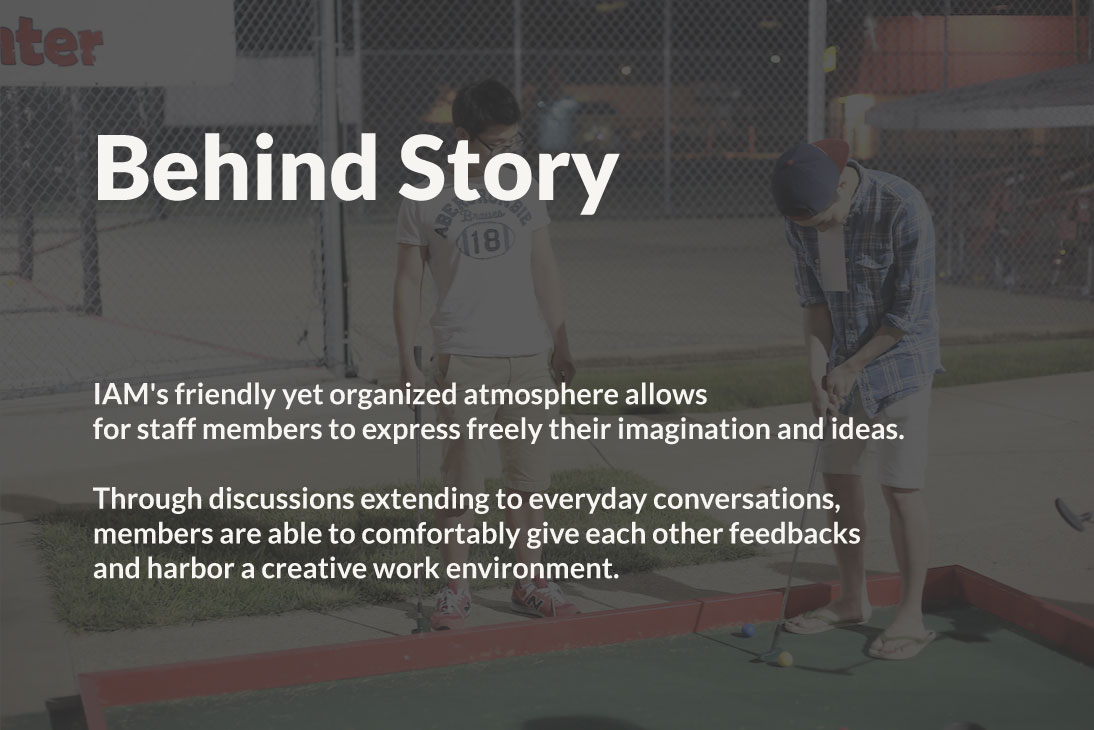 nter
Behind Story
ABERCROMBIE
Braves
18
IAM's friendly yet organized atmosphere allows
for staff members to express freely their imagination and ideas.
Through discussions extending to everyday conversations,
members are able to comfortably give each other feedbacks
and harbor a creative work environment.